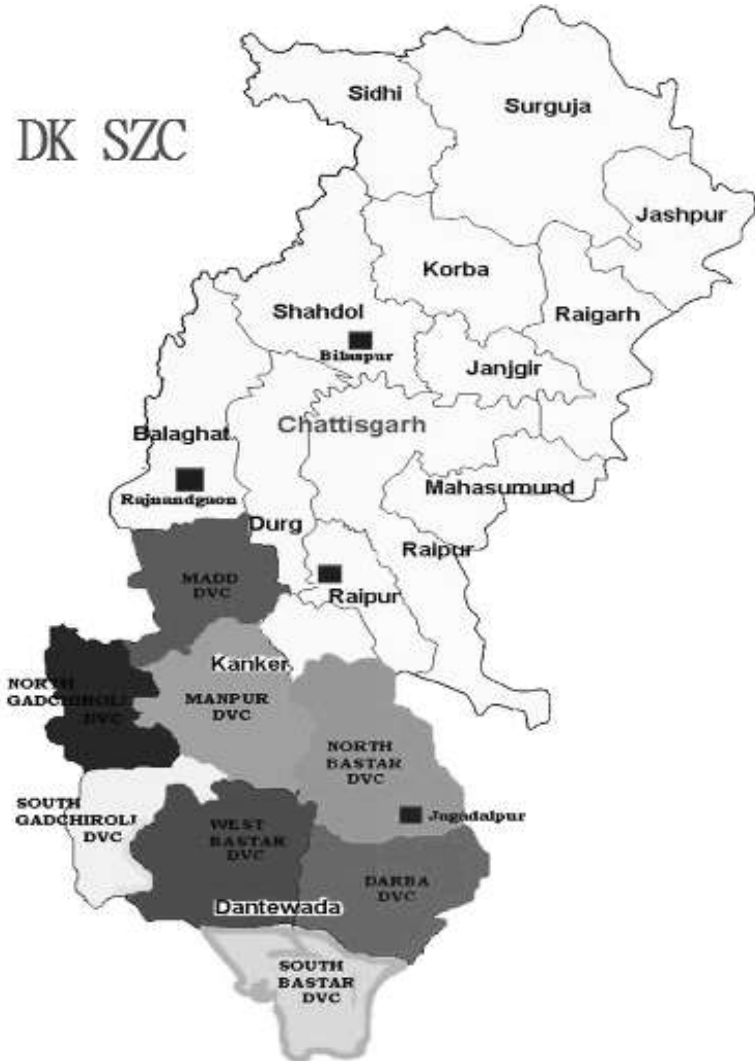 DK SZC
Sidhi
Surguja
Jashpur
Korba
Shahdol
Raigarh
Bilaspur
Janjgir
Chattisgarh
Balaghat
Mahasumund
Rajnandgaon
Durg
Raipur
MADD
DVC
Raipur
Kanker
NORTH
GADCHIROLI
DVC
MANPUR
DVC
NORTH
BASTAR
DVC
SOUTH
GADCHIROLI
DVC
Jagadalpur
WEST
BASTAR
DVC
DARBA
DVC
Dantewada
SOUTH
BASTAR
DVC